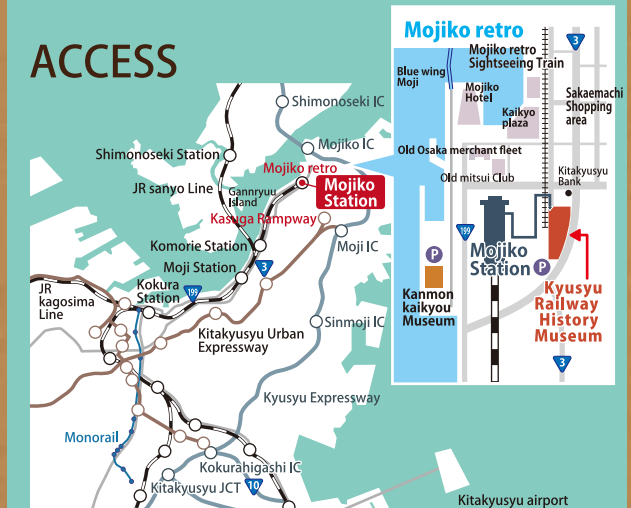 ACCESS
Shimonoseki IC
Mojiko IC
Shimonoseki Station
Mojiko retro
JR sanyo Line
Gannryuu
Island
Mojiko
Station
Kasuga Rampway
Moji IC
Komorie Station
Moji Station
3
Kokura
Station
199
JR
kagosima
Line
Kitakyusyu Urban
Expressway
Sinmoji IC
Kyusyu Expressway
Monorail
Kokurahigashi IC
Kitakyusyu JCT
10
Kitakyusyu airport
Mojiko retro
3
Mojiko retro
Sightseeing Train
Blue wing
Moji
Mojiko
Hotel
Kaikyo
plaza
Sakaemachi
Shopping
area
Old Osaka merchant fleet
Old mitsui Club
Kitakyusyu
Bank
199
Mojiko
Station
P
P
Kanmon
kaikyou
Museum
Kyusyu
Railway
History
Museum
3